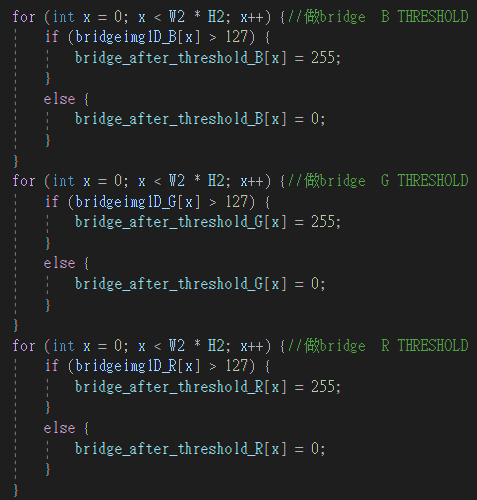 for (int x = 0; x < W2 * H2; x++) {//做bridge  B THRESHOLD
    if (bridgeimg1D_B[x] > 127) {
        bridge_after_threshold_B[x] = 255;
    }
    else {
        bridge_after_threshold_B[x] = 0;
    }
}
for (int x = 0; x < W2 * H2; x++) {//做bridge  G THRESHOLD
    if (bridgeimg1D_G[x] > 127) {
        bridge_after_threshold_G[x] = 255;
    }
    else {
        bridge_after_threshold_G[x] = 0;
    }
}
for (int x = 0; x < W2 * H2; x++) {//做bridge  R THRESHOLD
    if (bridgeimg1D_R[x] > 127) {
        bridge_after_threshold_R[x] = 255;
    }
    else {
        bridge_after_threshold_R[x] = 0;
    }
}